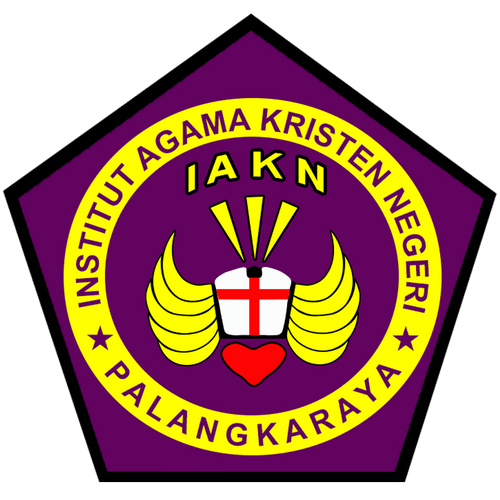 INSTITUT AGAMA KRISTEN NEGERI
IAKN
PALANGKARAYA